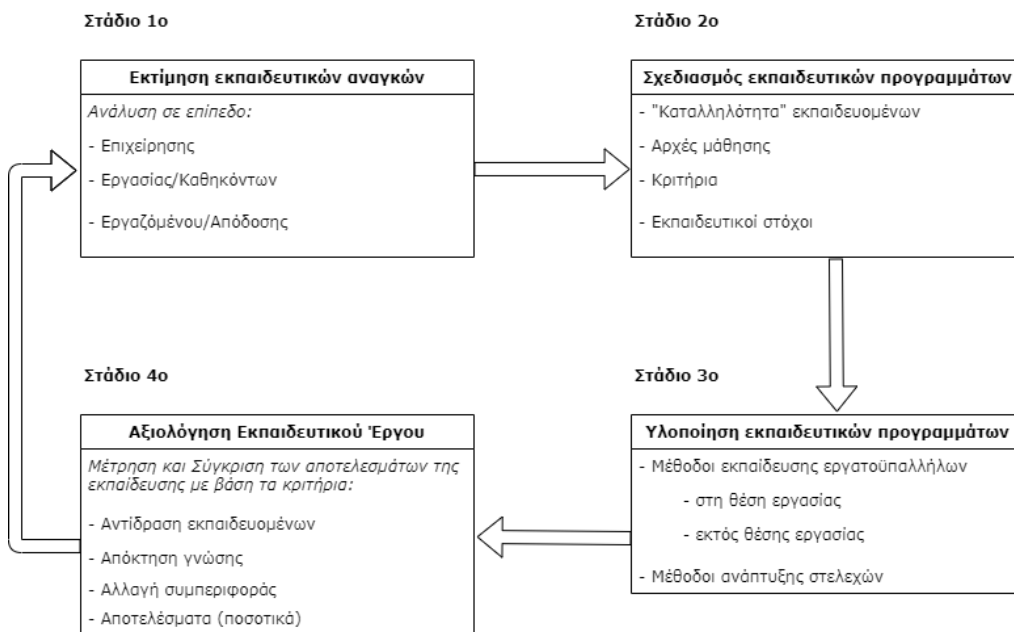 Στάδιο 1ο
Εκτίμηση εκπαιδευτικών αναγκών
Ανάλυση σε επίπεδο:
- Επιχείρησης
- Εργασίας/Καθηκόντων
- Εργαζόμένου/Απόδοσης
Στάδιο 2ο
Σχεδιασμός εκπαιδευτικών προγραμμάτων
- "Καταλληλότητα" εκπαιδευομένων
- Αρχές μάθησης
- Κριτήρια
- Εκπαιδευτικοί στόχοι
Στάδιο 3ο
Υλοποίηση εκπαιδευτικών προγραμμάτων
- Μέθοδοι εκπαίδευσης εργατοϋπαλλήλων
- στη θέση εργασίας
- εκτός θέσης εργασίας
- Μέθοδοι ανάπτυξης στελεχών
Στάδιο 4ο
Αξιολόγηση Εκπαιδευτικού Έργου
Μέτρηση και Σύγκριση των αποτελεσμάτων της
εκπαίδευσης με βάση τα κριτήρια:
- Αντίδραση εκπαιδευομένων
- Απόκτηση γνώσης
- Αλλαγή συμπεριφοράς
- Αποτελέσματα (ποσοτικά)